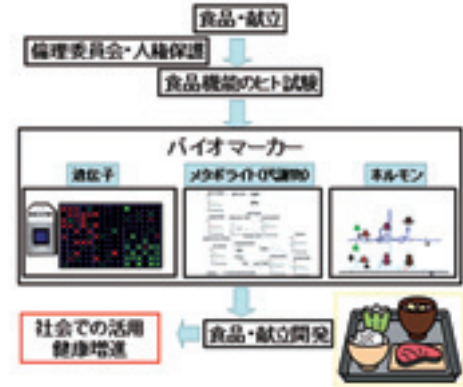 食品・献立
倫理委員会・人権保護
食品機能のヒト試験
バイオマーカー
遺伝子
メタボライト(代謝物)
ホルモン
食品・献立開発
社会での活用
健康増進